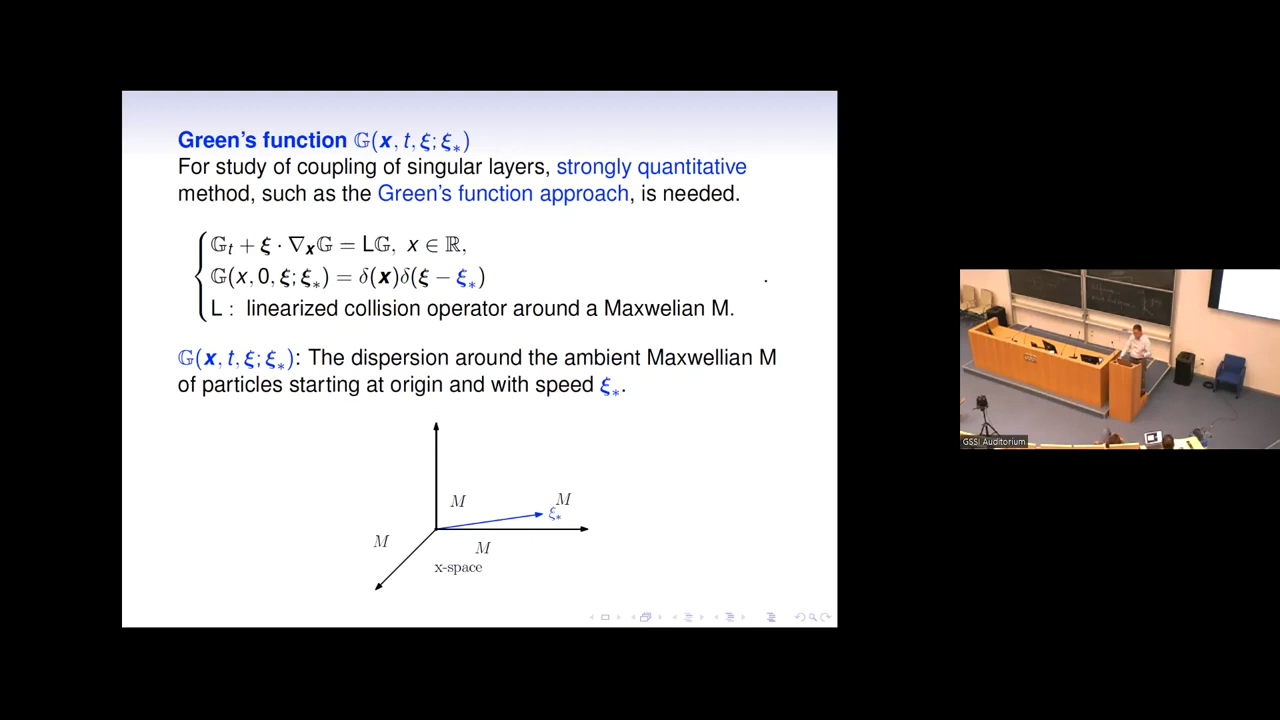 Green's function 𝔾(x, t, ξ; ξ∗)
For study of coupling of singular layers, strongly quantitative
method, such as the Green's function approach, is needed.
𝔾t + ξ · ∇x𝔾 = L𝔾, x ∈ ℝ,
𝔾(x, 0, ξ; ξ∗) = δ(x)δ(ξ − ξ∗) .
L : linearized collision operator around a Maxwelian M.
𝔾(x, t, ξ; ξ∗): The dispersion around the ambient Maxwellian M
of particles starting at origin and with speed ξ∗.
M
M
ξ∗
M
M
x-space
GSSI Auditorium